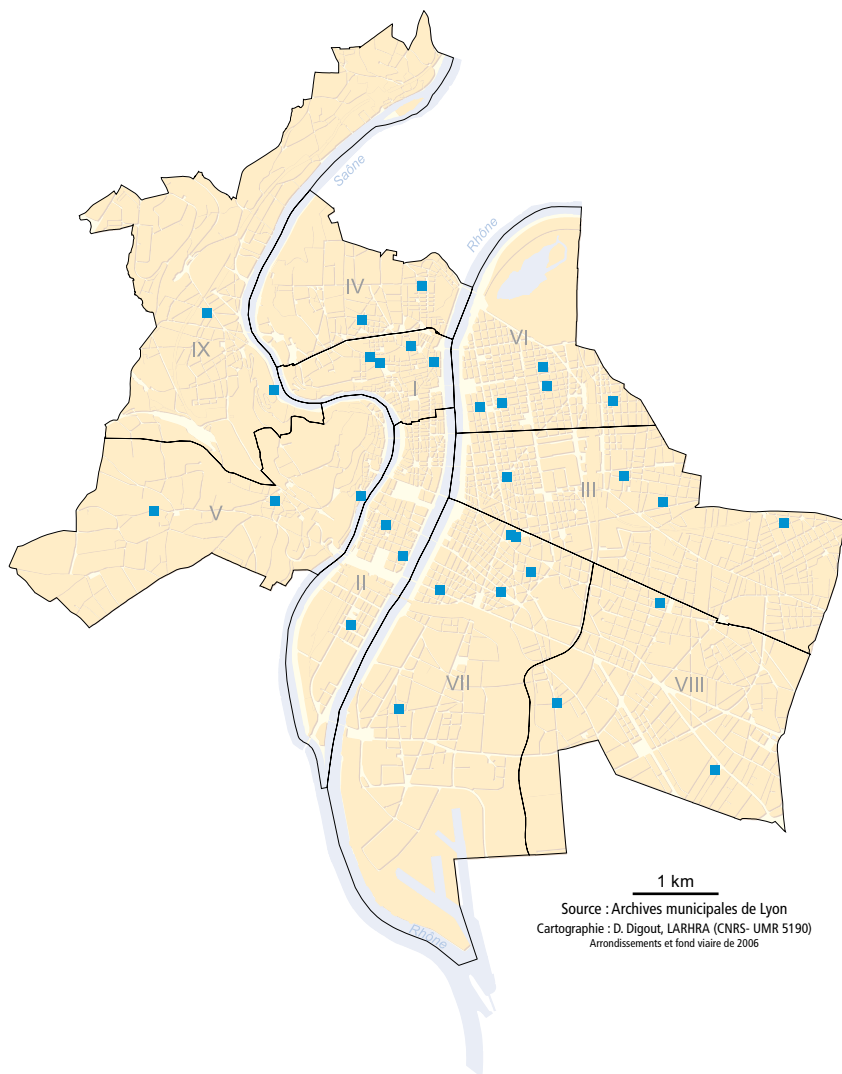 Saône
Rhône
IV
VI
IX
I
III
V
II
VII
VIII
1 km
Source : Archives municipales de Lyon
Cartographie : D. Digout, LARHRA (CNRS- UMR 5190)
Arrondissements et fond viaire de 2006
Rhône